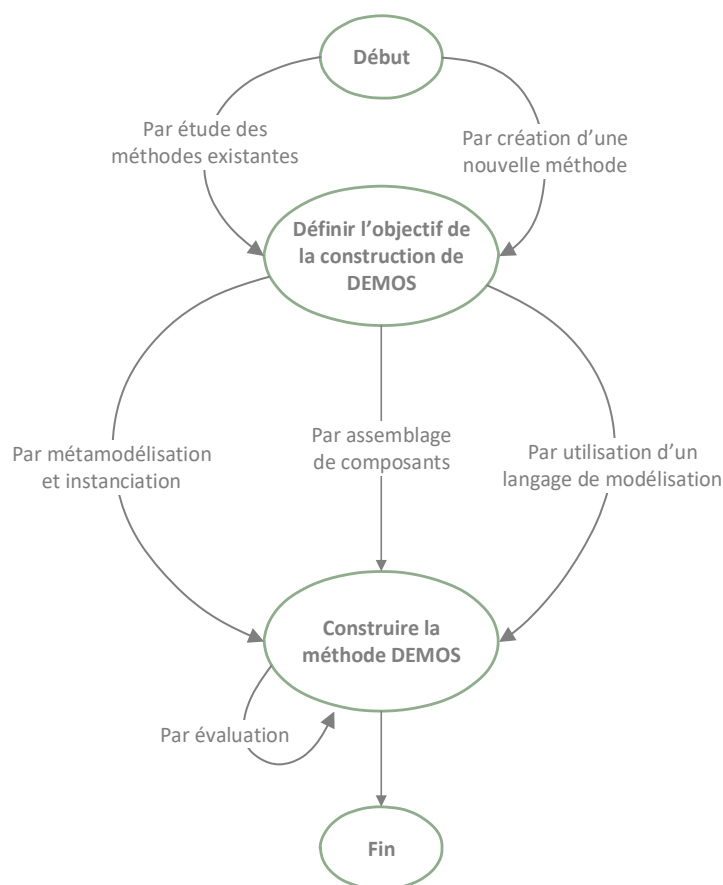 Début
Par étude des
méthodes existantes
Par création d’une
nouvelle méthode
Définir l’objectif de
la construction de
DEMOS
Par métamodélisation
et instanciation
Par assemblage
de composants
Par utilisation d’un
langage de modélisation
Construire la
méthode DEMOS
Par évaluation
Fin